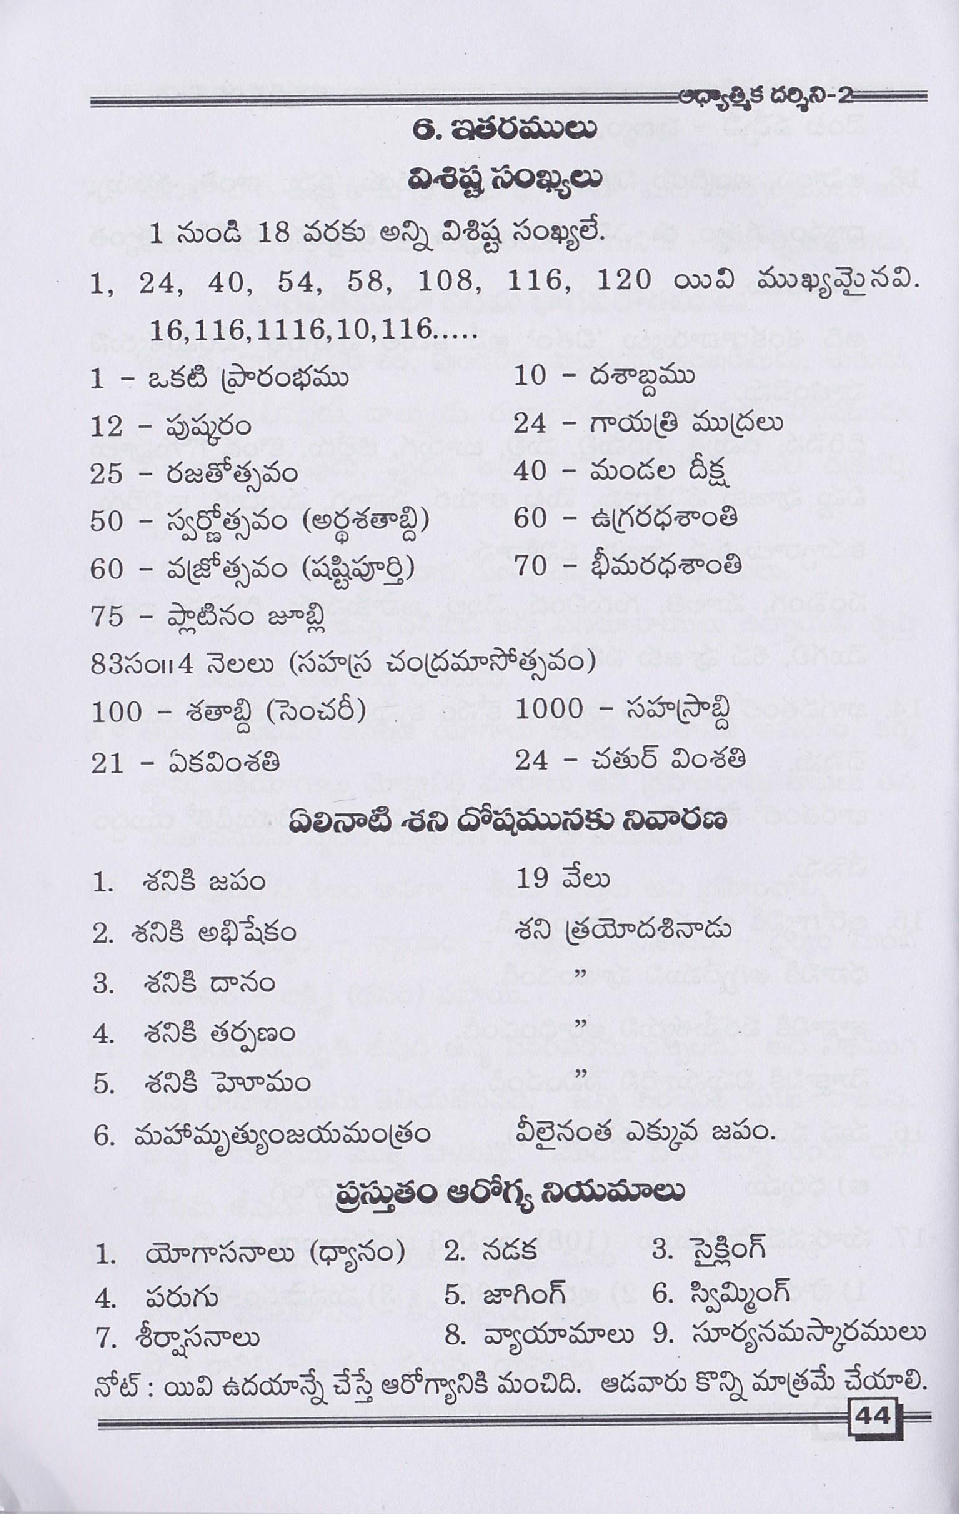 ఆధ్యాత్మిక దర్శిని-2
6. ఇతరములు
విశిష్ట సంఖ్యలు
1 నుండి 18 వరకు అన్ని విశిష్ట సంఖ్యలే.
1, 24, 40, 54, 58, 108, 116, 120 యివి ముఖ్యమైనవి.
16,116,1116,10,116.....
1 - ఒకటి ప్రారంభము 10 - దశాబ్దము
12 - పుష్కరం 24 - గాయత్రి ముద్రలు
25 - రజతోత్సవం 40 - మండల దీక్ష
50 - స్వర్ణోత్సవం (అర్థశతాబ్ది) 60 - ఉగ్రరధశాంతి
60 - వజ్రోత్సవం (షష్టిపూర్తి) 70 - భీమరధశాంతి
75 - ప్లాటినం జూబ్లి
83సం॥4 నెలలు (సహస్ర చంద్రమాసోత్సవం)
100 - శతాబ్ది (సెంచరీ) 1000 - సహస్రాబ్ది
21 - ఏకవింశతి 24 - చతుర్ వింశతి
ఏలినాటి శని దోషమునకు నివారణ
1. శనికి జపం 19 వేలు
2. శనికి అభిషేకం శని త్రయోదశినాడు
3. శనికి దానం ”
4. శనికి తర్పణం ”
5. శనికి హెూమం ”
6. మహామృత్యుంజయమంత్రం వీలైనంత ఎక్కువ జపం.
ప్రస్తుతం ఆరోగ్య నియమాలు
1. యోగాసనాలు (ధ్యానం) 2. నడక 3. సైక్లింగ్
4. పరుగు 5. జాగింగ్ 6. స్విమ్మింగ్
7. శీర్షాసనాలు 8. వ్యాయామాలు 9. సూర్యనమస్కారములు
నోట్ : యివి ఉదయాన్నే చేస్తే ఆరోగ్యానికి మంచిది. ఆడవారు కొన్ని మాత్రమే చేయాలి.
44